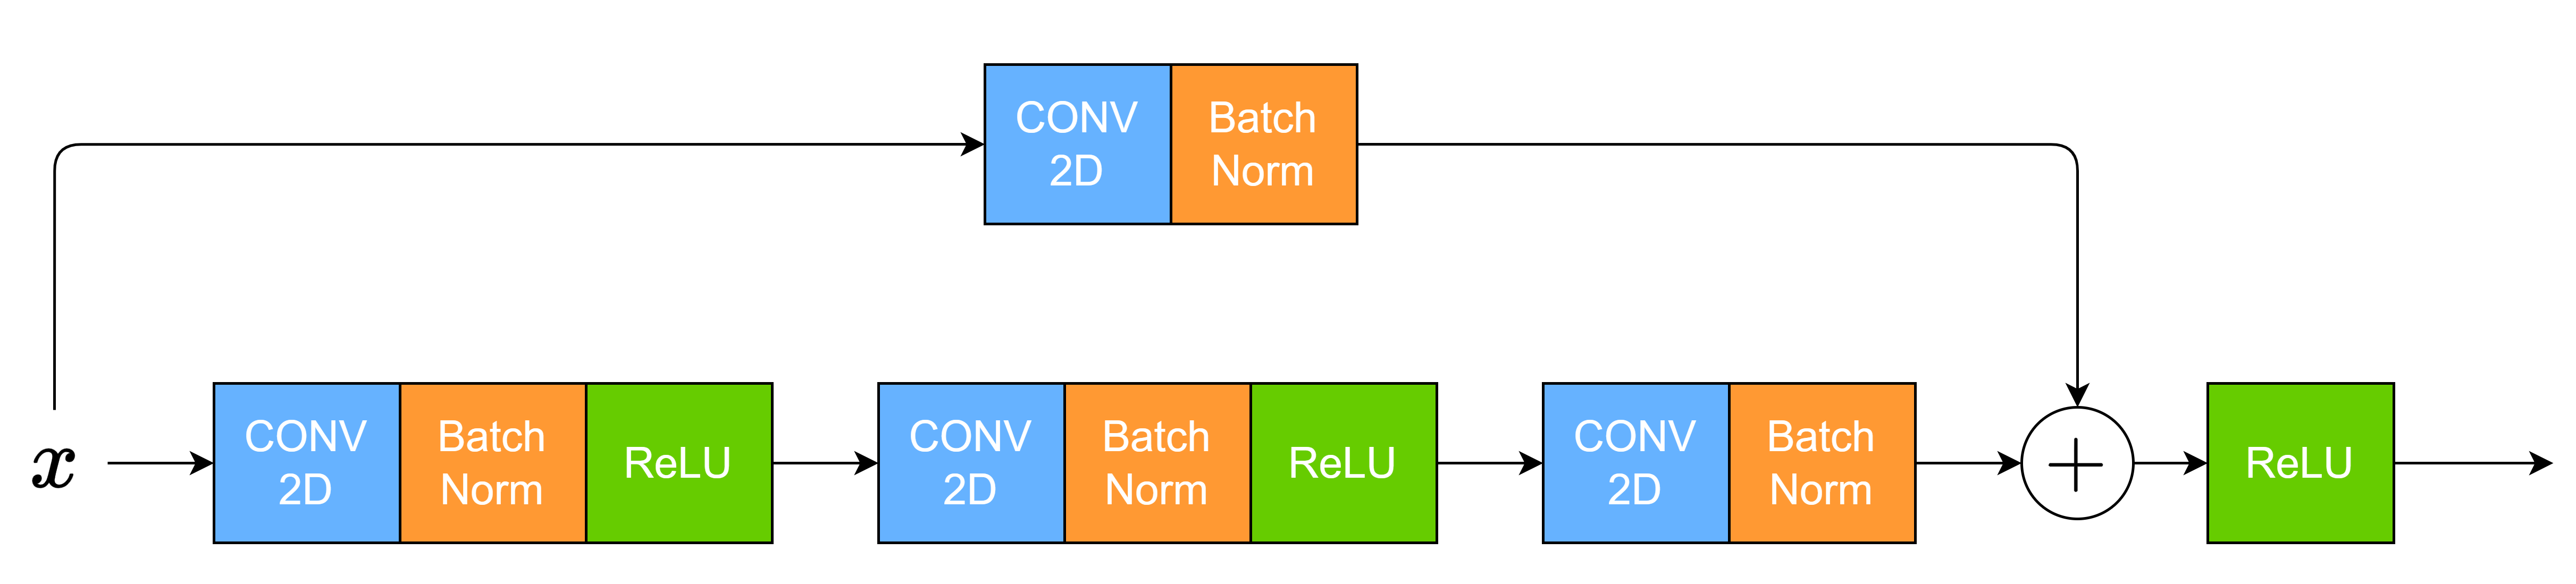 CONV
2D
Batch
Norm
x
CONV
2D
Batch
Norm
ReLU
CONV
2D
Batch
Norm
ReLU
CONV
2D
Batch
Norm
+
ReLU